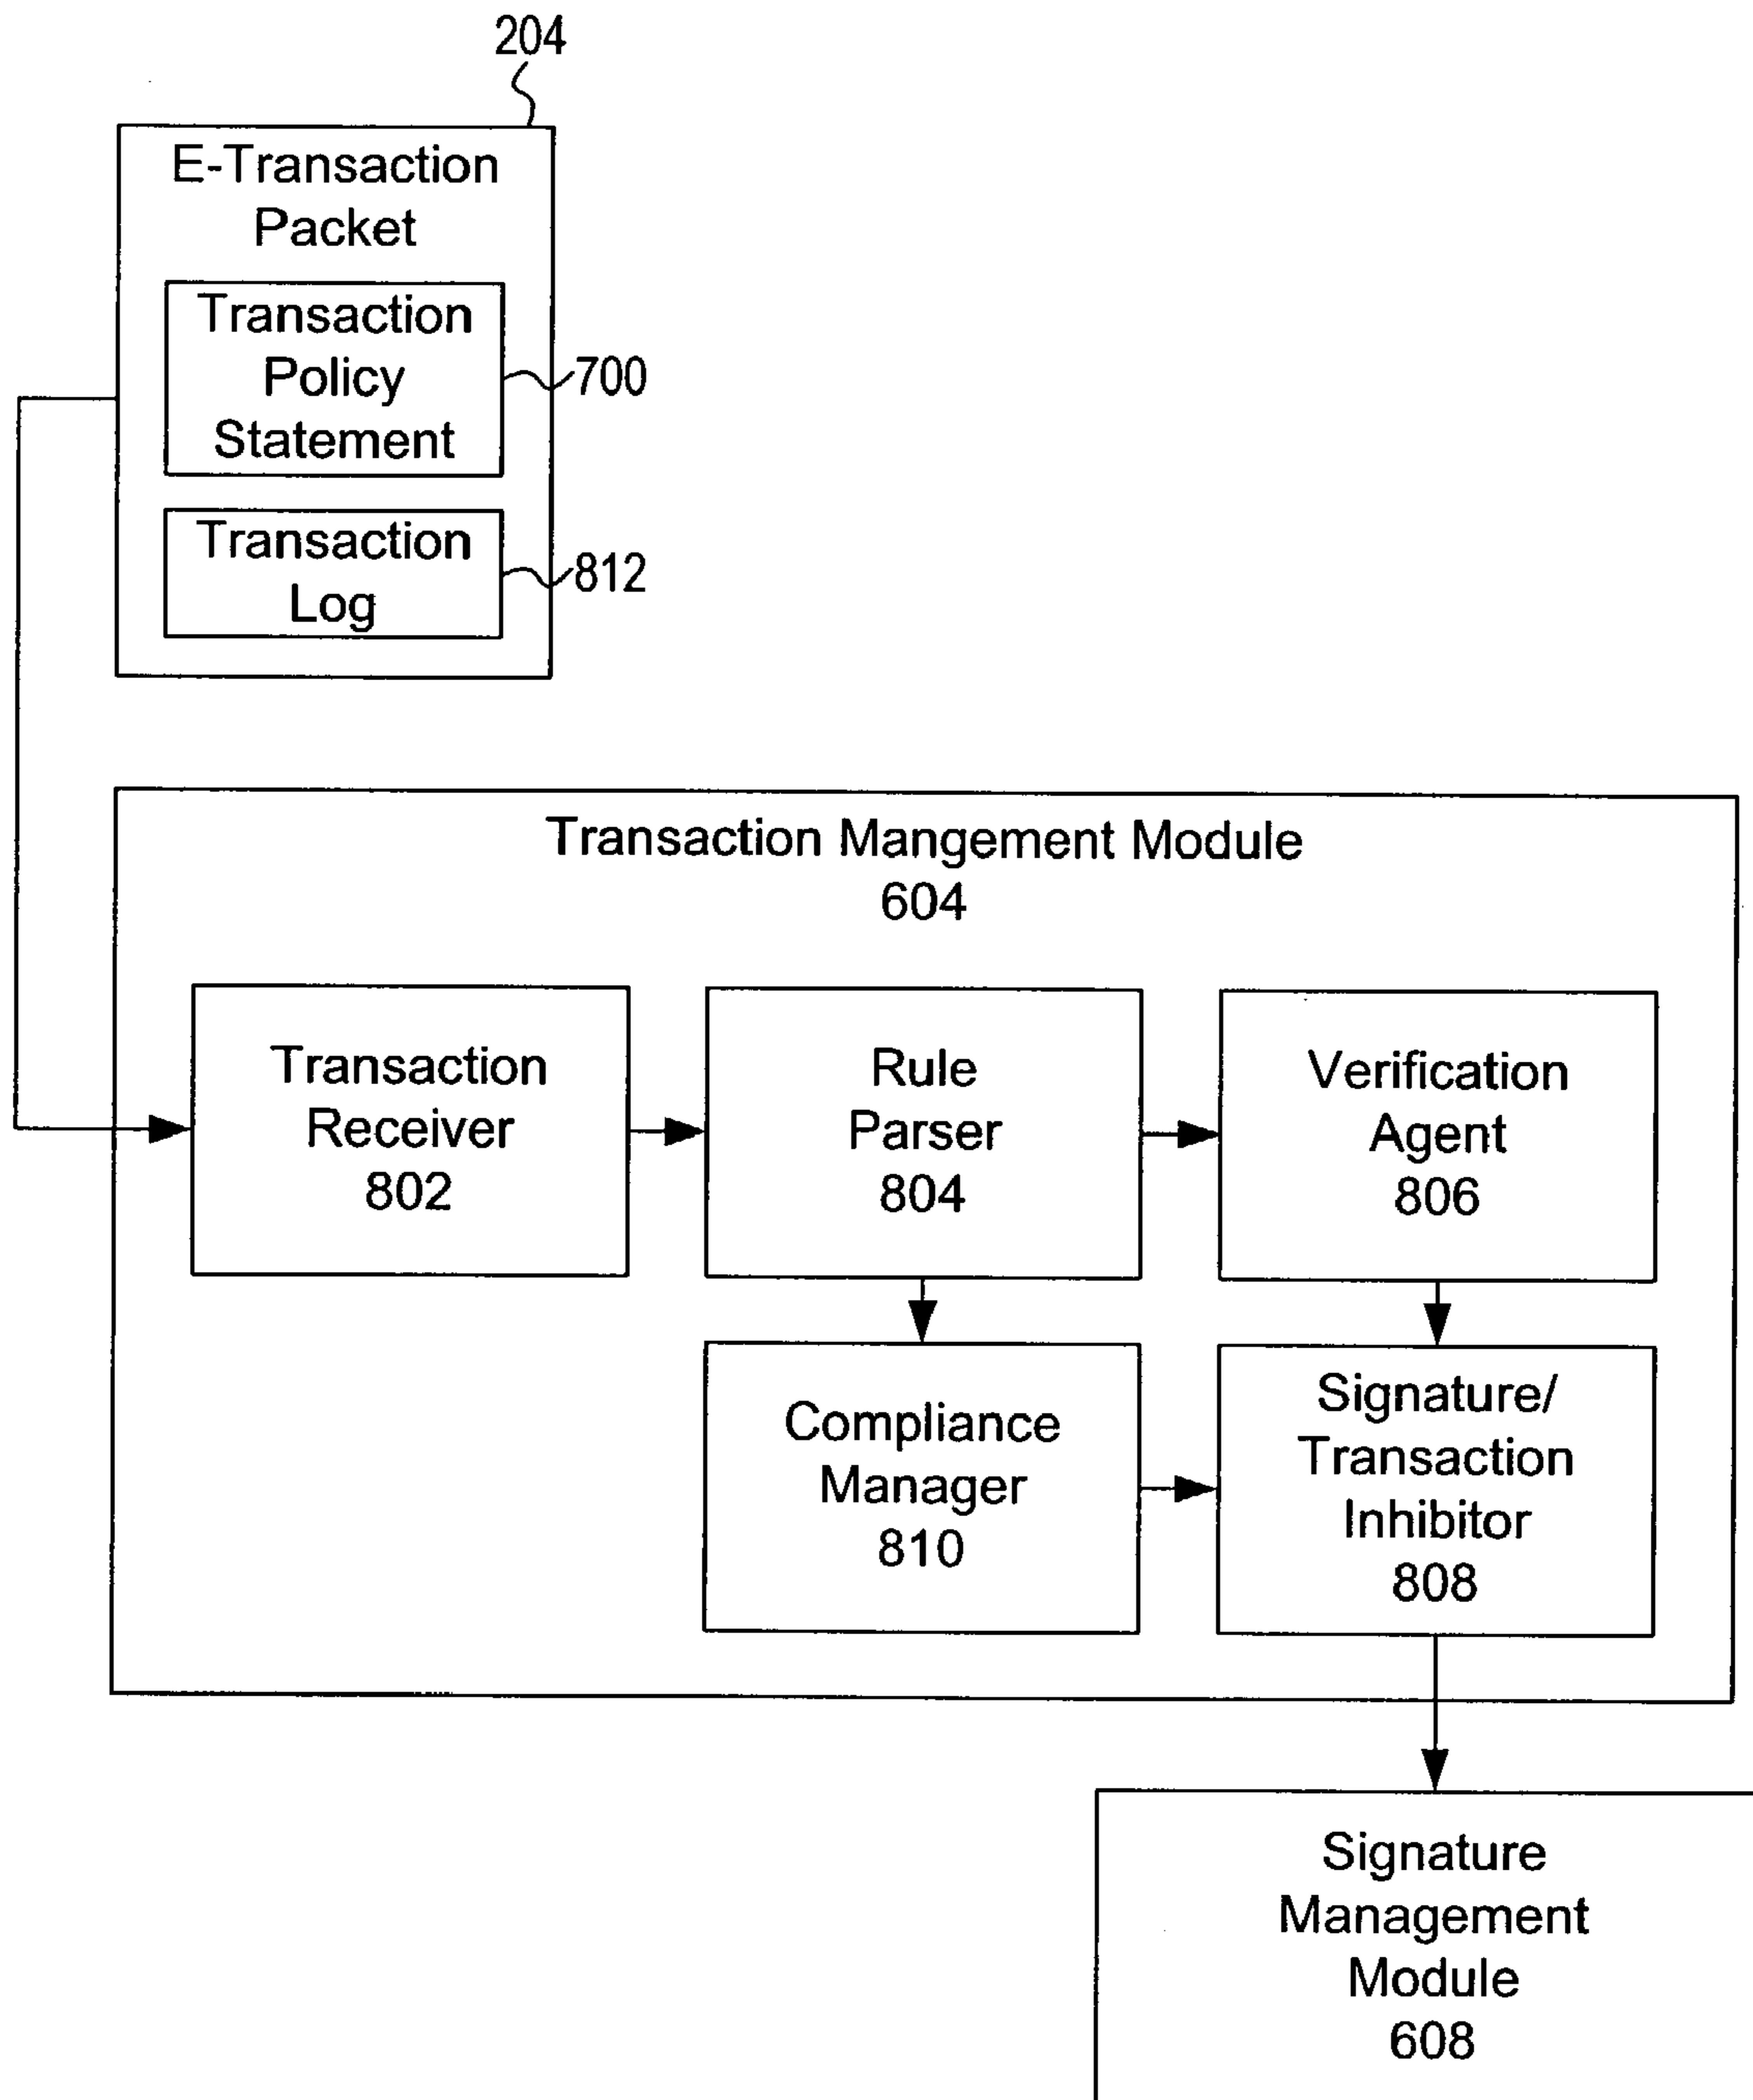 204
E-Transaction
Packet
Transaction
Policy
Statement
700
Transaction
Log
812
Transaction Mangement Module
604
Transaction
Receiver
802
Rule
Parser
804
Verification
Agent
806
Compliance
Manager
810
Signature/
Transaction
Inhibitor
808
Signature
Management
Module
608